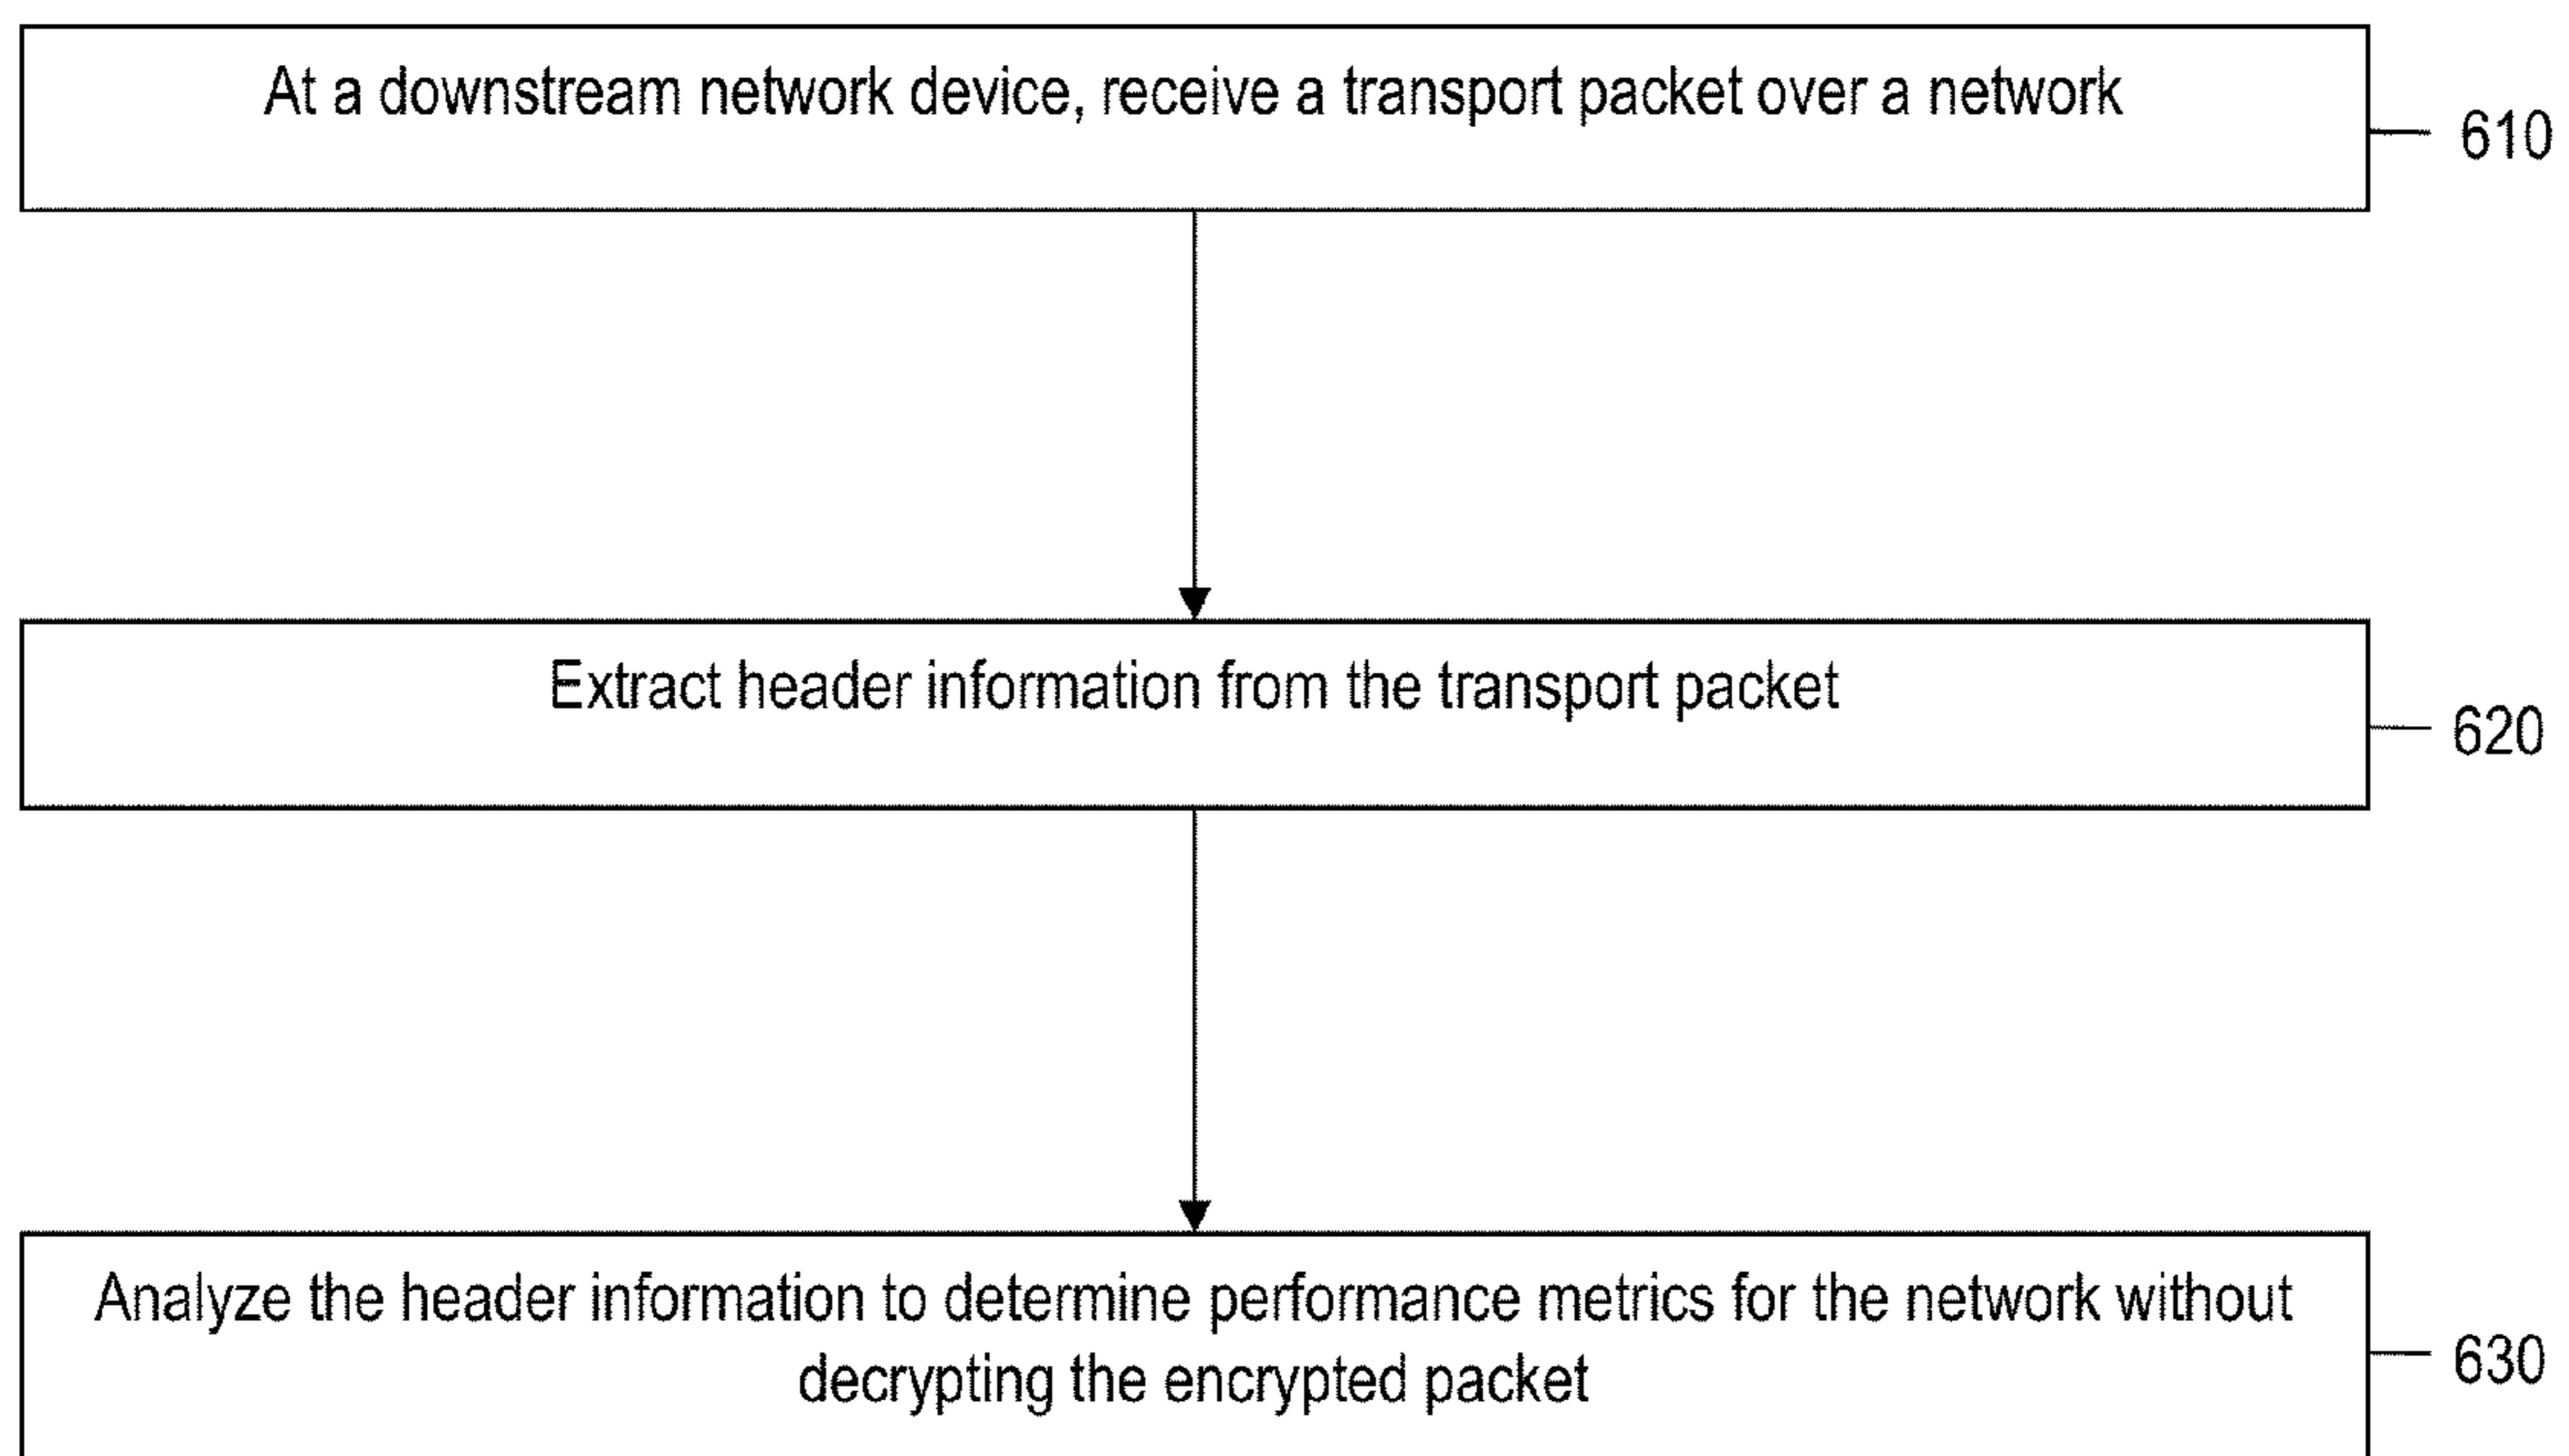 At a downstream network device, receive a transport packet over a network
610
Extract header information from the transport packet
620
Analyze the header information to determine performance metrics for the network without
decrypting the encrypted packet
630